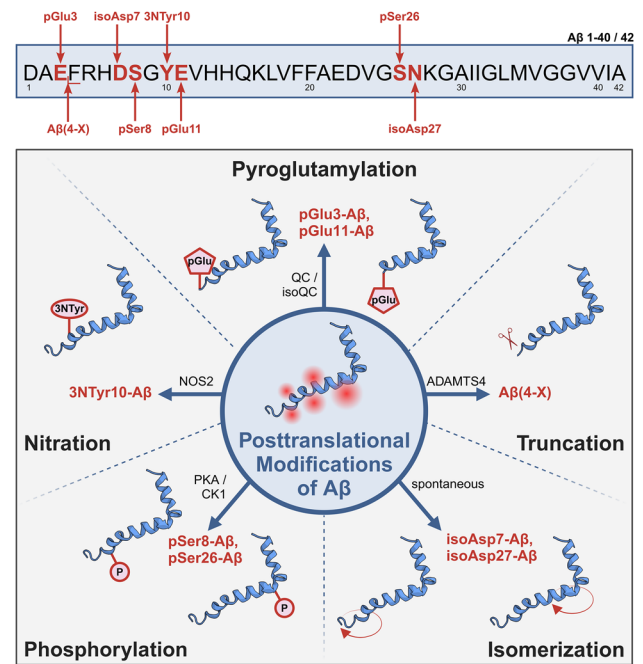 pGlu3 isoAsp7 3NTyr10 pSer26
Aβ 1-40 / 42
DAEFRHDSGYEVHHQKLVFFAEDVGSNKGAIIGLMVGGVVIA
1 10 20 30 40 42
Aβ(4-X) pSer8 pGlu11 isoAsp27
Pyroglutamylation
pGlu3-Aβ,
pGlu11-Aβ
pGlu
QC /
isoQC
pGlu
3NTyr
NOS2
3NTyr10-Aβ
Nitration
ADAMTS4
Aβ(4-X)
Truncation
Posttranslational
Modifications
of Aβ
PKA /
CK1
pSer8-Aβ,
pSer26-Aβ
P
P
Phosphorylation
spontaneous
isoAsp7-Aβ,
isoAsp27-Aβ
Isomerization